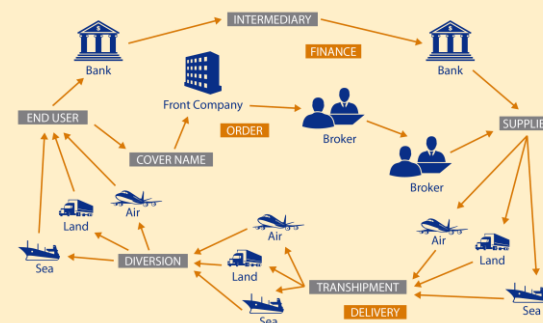 INTERMEDIARY
FINANCE
Bank
Bank
Front Company
END USER
ORDER
Broker
SUPPLIE
COVER NAME
Broker
Air
Land
Air
Air
Sea
DIVERSION
Land
Land
TRANSHIPMENT
Sea
Sea
DELIVERY